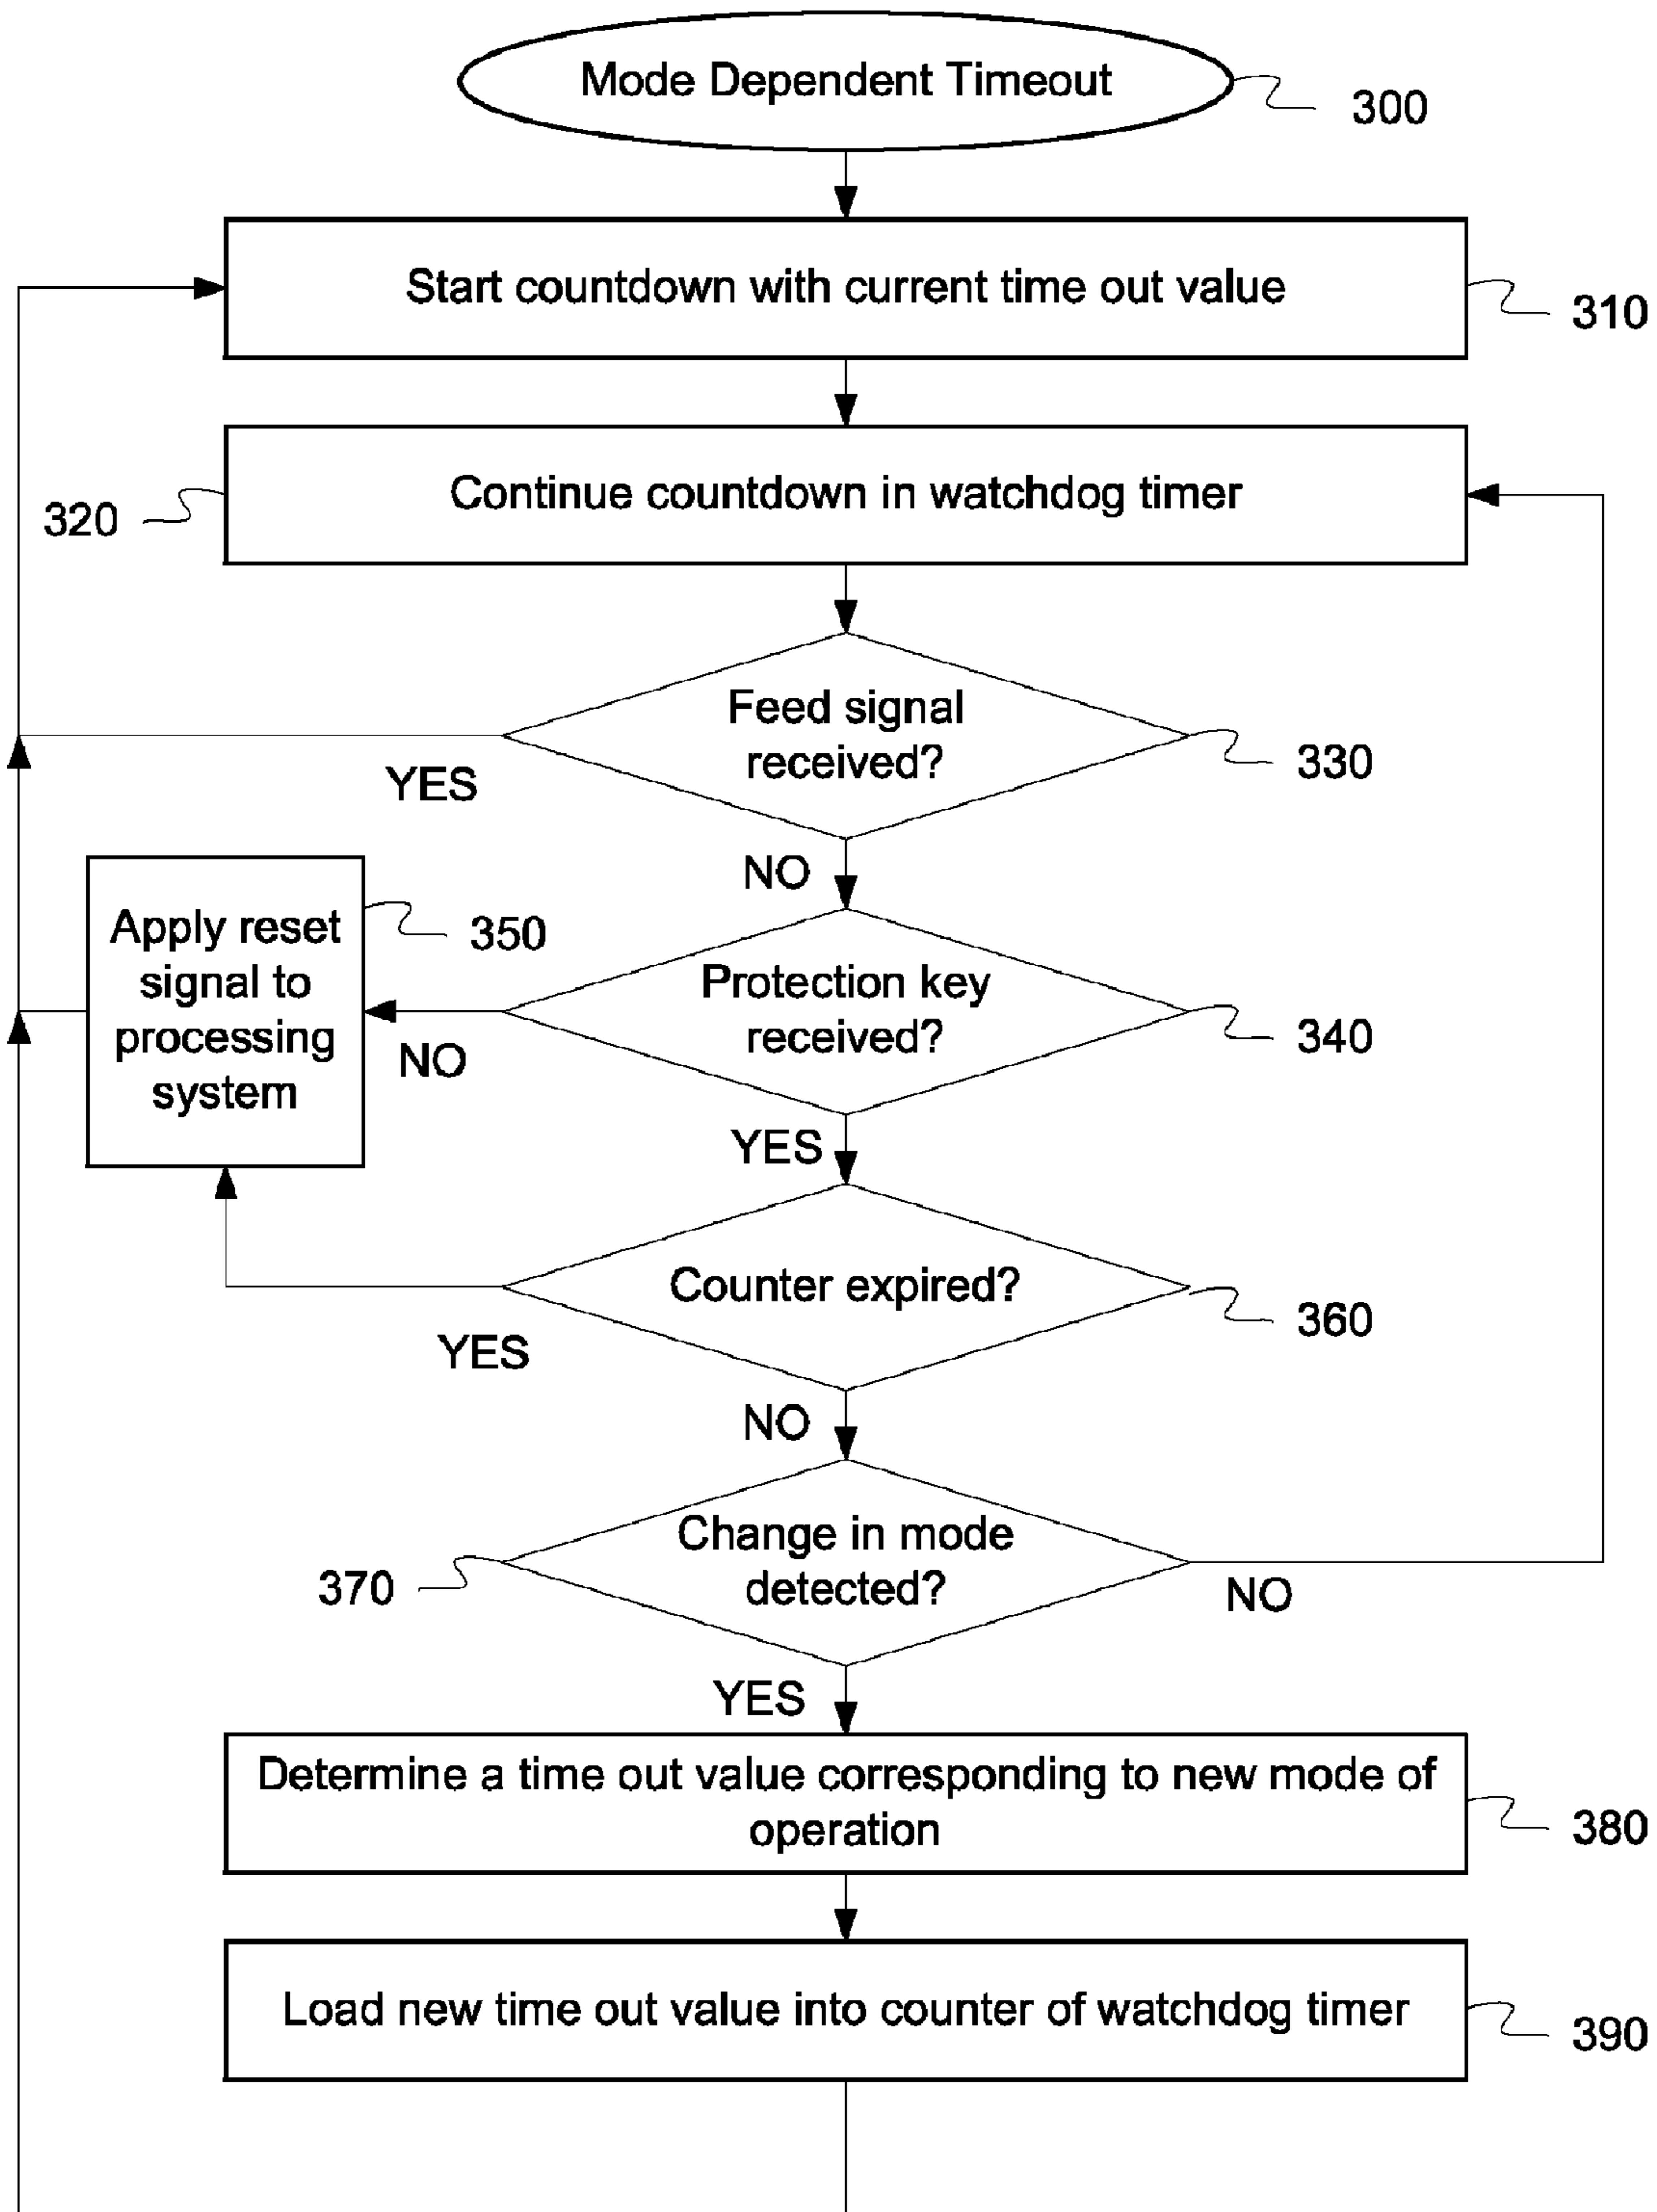 Mode Dependent Timeout
300
Start countdown with current time out value
310
Continue countdown in watchdog timer
320
Feed signal
received?
330
YES
NO
Apply reset
signal to
processing
system
350
Protection key
received?
340
NO
YES
Counter expired?
360
YES
NO
Change in mode
detected?
370
NO
YES
Determine a time out value corresponding to new mode of
operation
380
Load new time out value into counter of watchdog timer
390